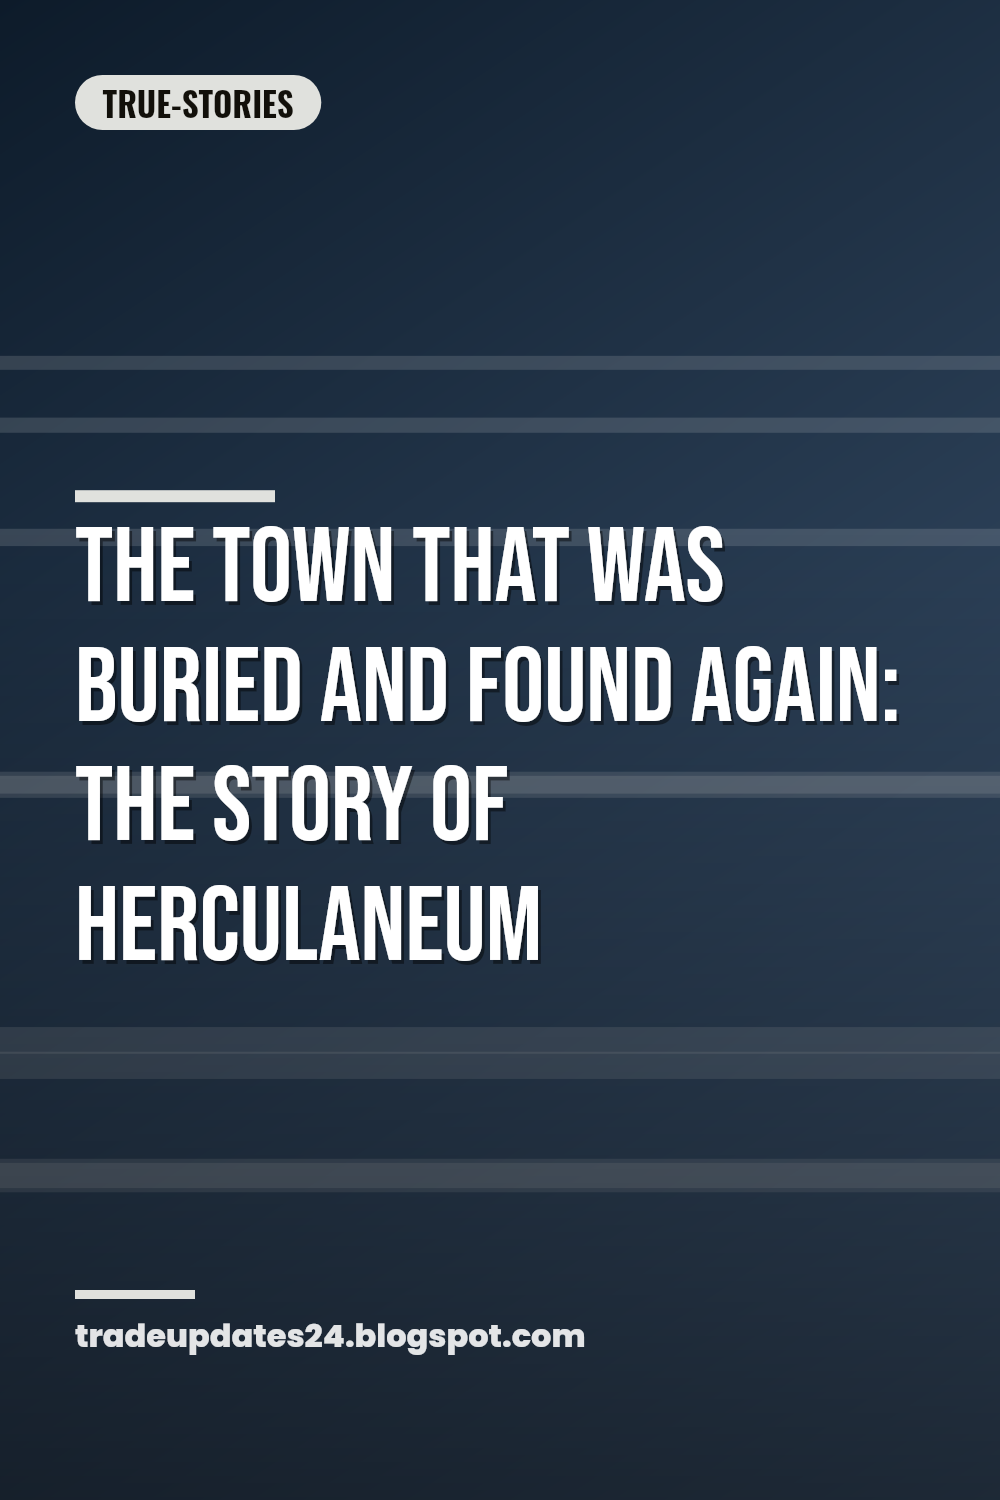 TRUE-STORIES
THE TOWN THAT WAS
BURIED AND FOUND AGAIN:
THE STORY OF
HERCULANEUM
tradeupdates24.blogspot.com